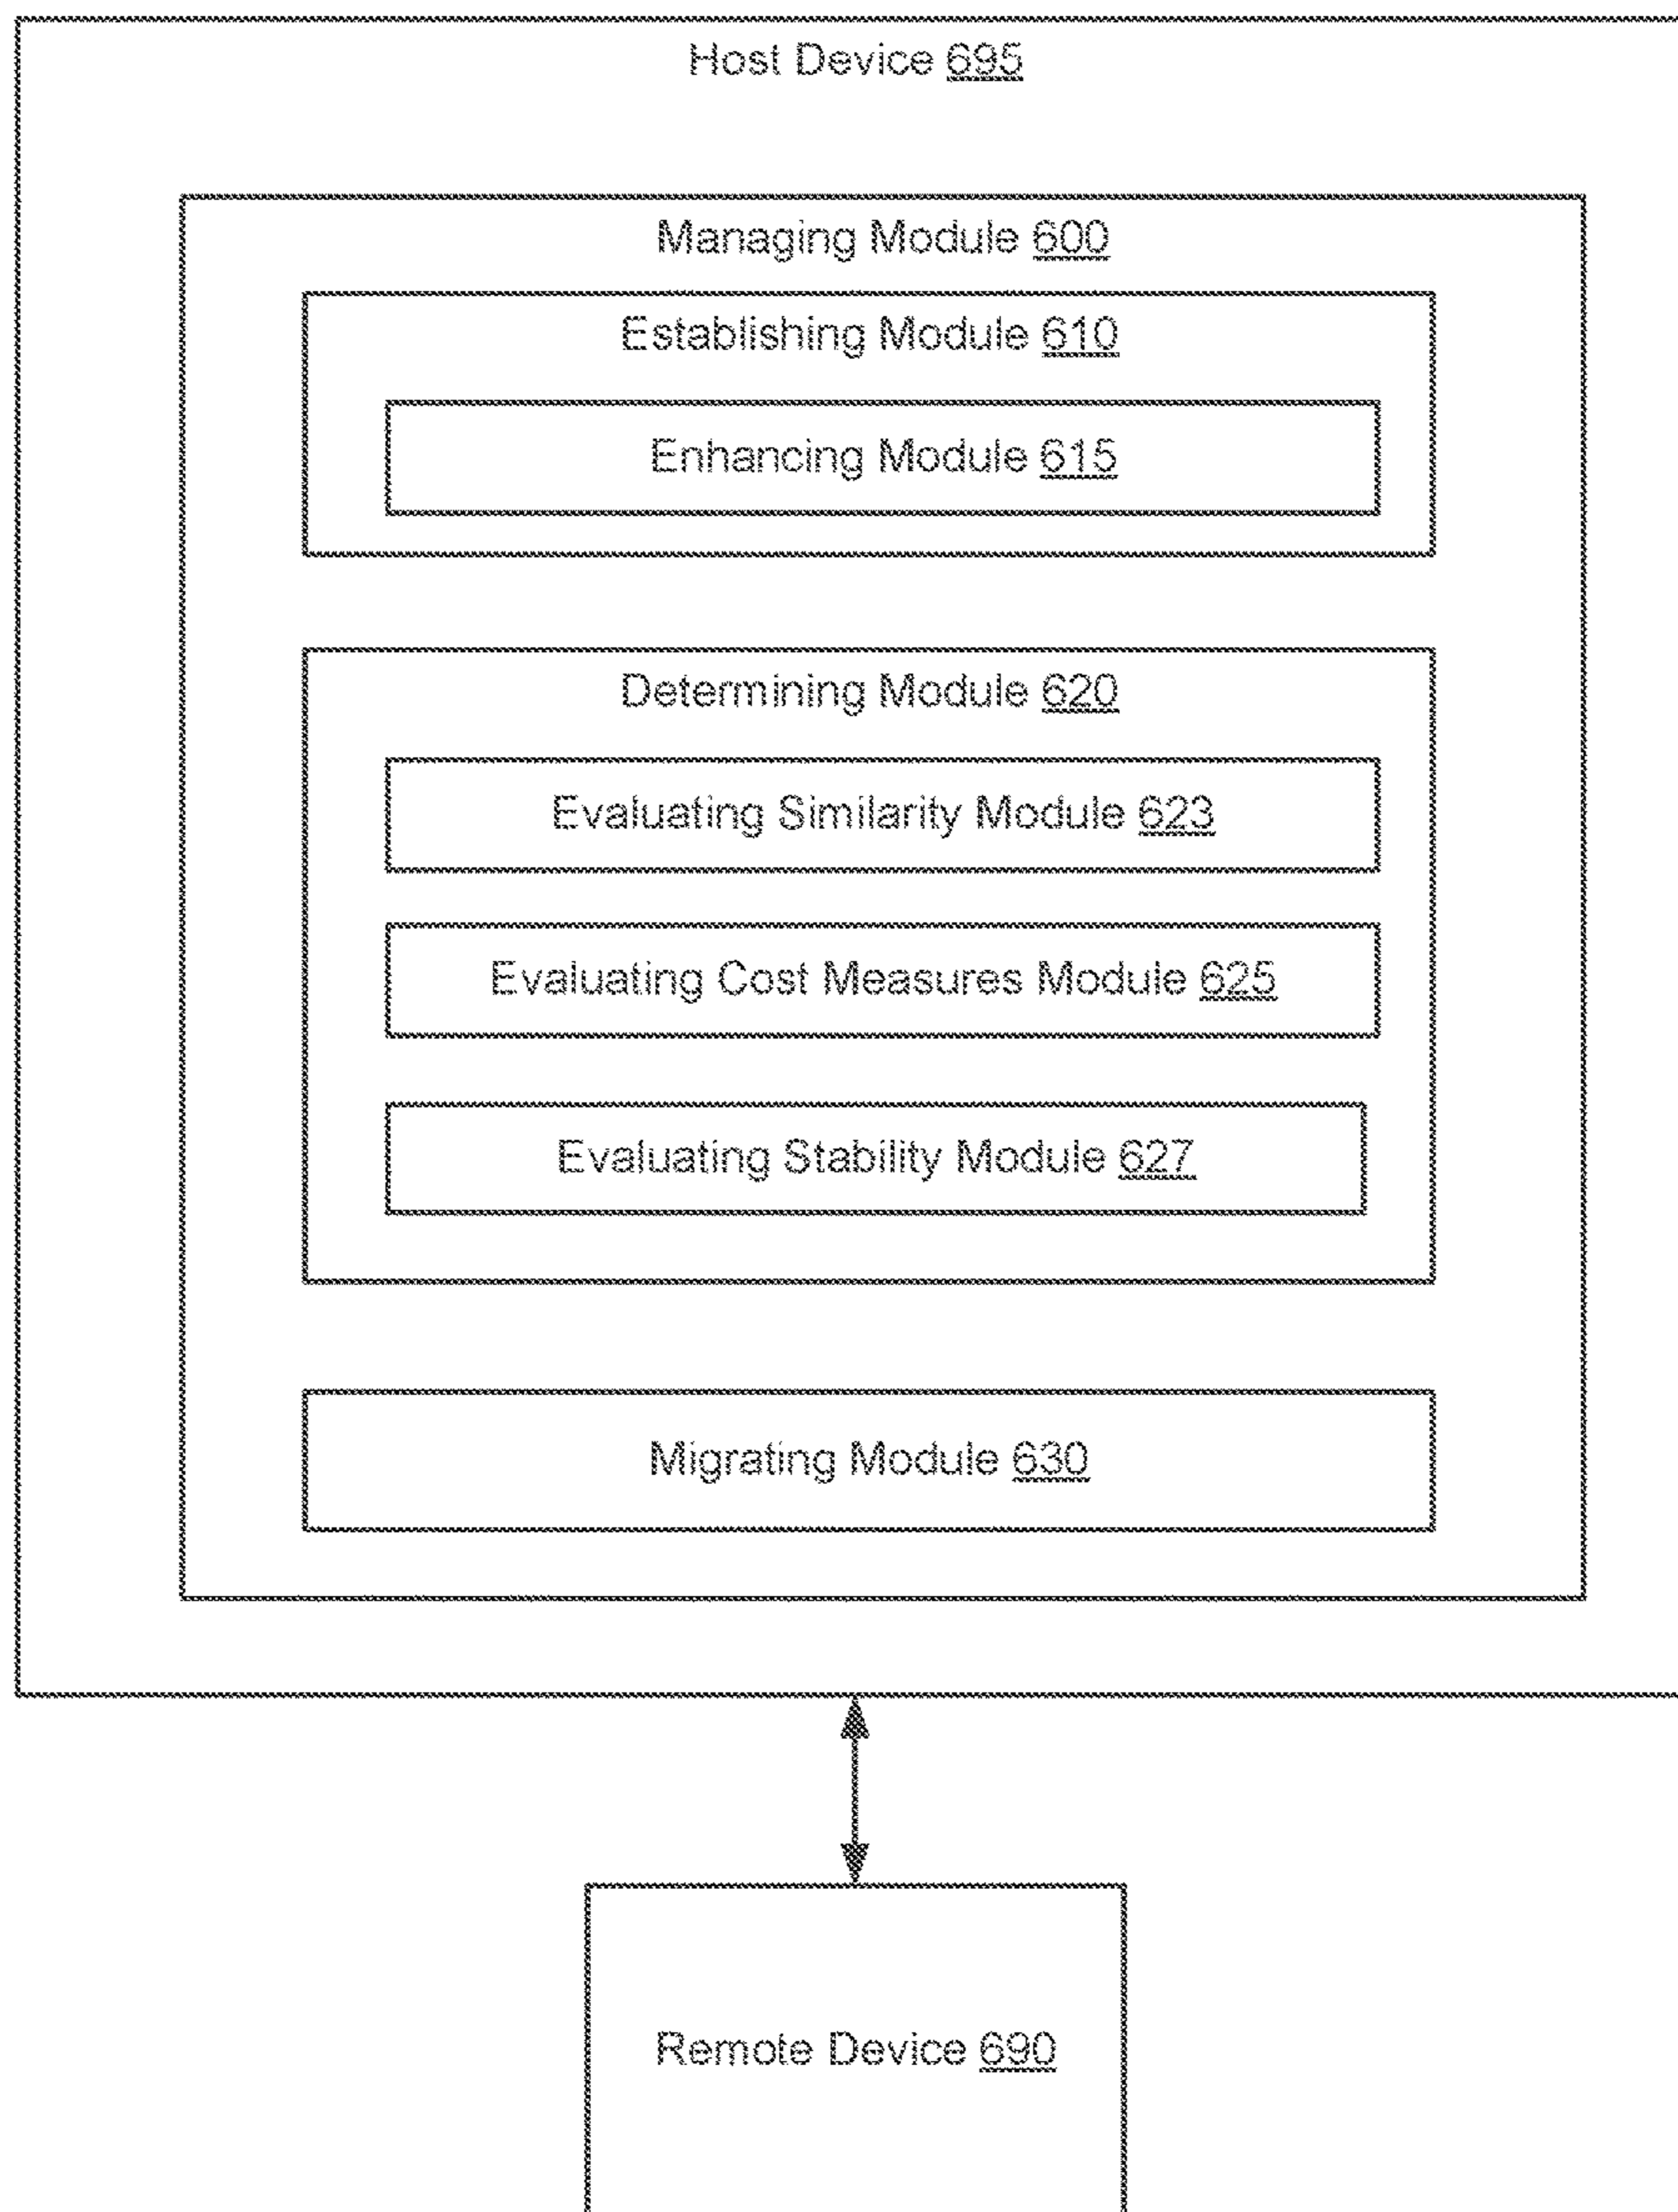 Host Device 695
Managing Module 600
Establishing Module 610
Enhancing Module 615
Determining Module 620
Evaluating Similarity Module 623
Evaluating Cost Measures Module 625
Evaluating Stability Module 627
Migrating Module 630
Remote Device 690